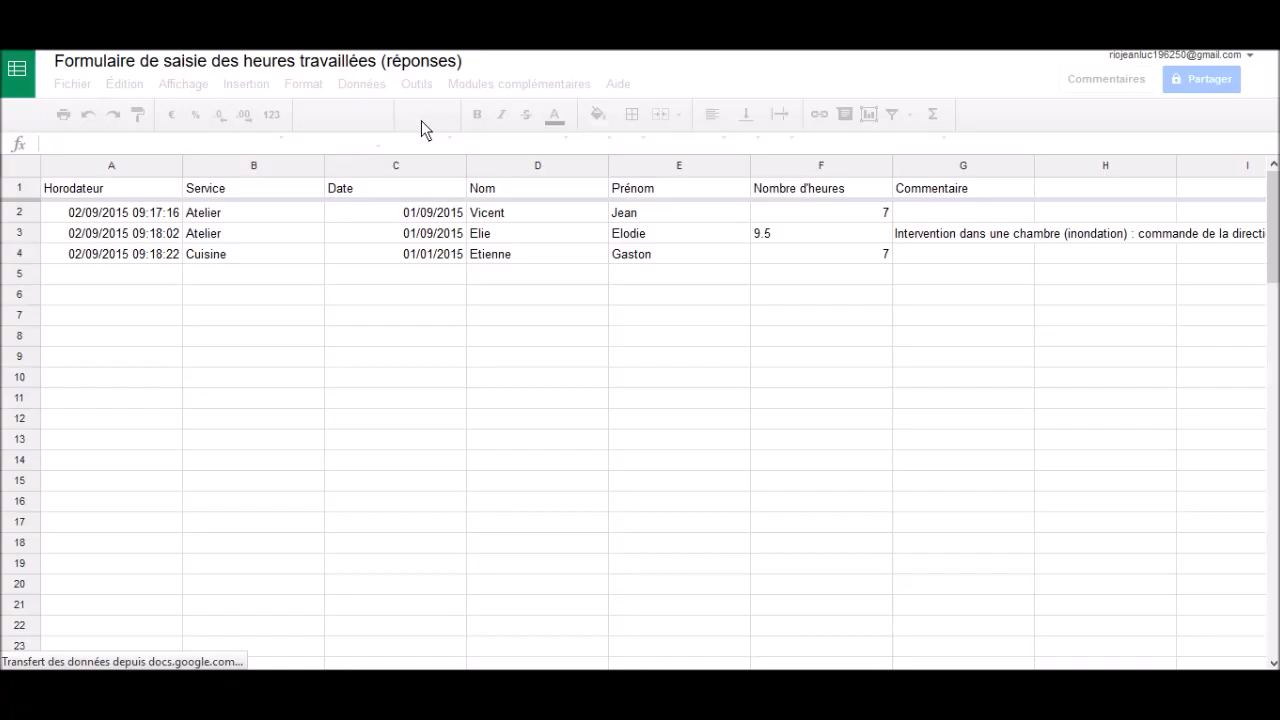 Formulaire de saisie des heures travaillées (réponses)
riojeanluc196250@gmail.com
Fichier Édition Affichage Insertion Format Données Outils Modules complémentaires Aide
Commentaires Partager
€ % .0 .00 123 B I S A Σ
fx
A B C D E F G H I
1 Horodateur Service Date Nom Prénom Nombre d'heures Commentaire
2 02/09/2015 09:17:16 Atelier 01/09/2015 Vicent Jean 7
3 02/09/2015 09:18:02 Atelier 01/09/2015 Elie Elodie 9.5 Intervention dans une chambre (inondation) : commande de la directi
4 02/09/2015 09:18:22 Cuisine 01/01/2015 Etienne Gaston 7
5
6
7
8
9
10
11
12
13
14
15
16
17
18
19
20
21
22
23
Transfert des données depuis docs.google.com...